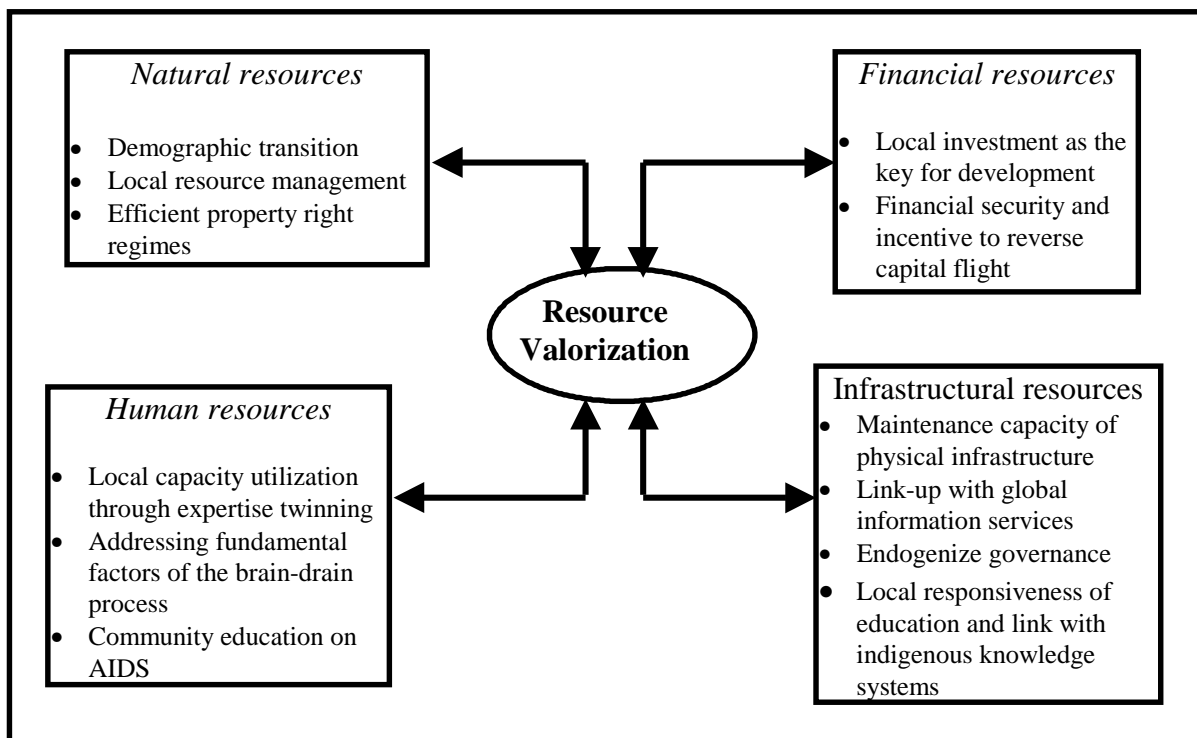 Natural resources
• Demographic transition
• Local resource management
• Efficient property right
regimes
Financial resources
• Local investment as the
key for development
• Financial security and
incentive to reverse
capital flight
Resource
Valorization
Human resources
• Local capacity utilization
through expertise twinning
• Addressing fundamental
factors of the brain-drain
process
• Community education on
AIDS
Infrastructural resources
• Maintenance capacity of
physical infrastructure
• Link-up with global
information services
• Endogenize governance
• Local responsiveness of
education and link with
indigenous knowledge
systems